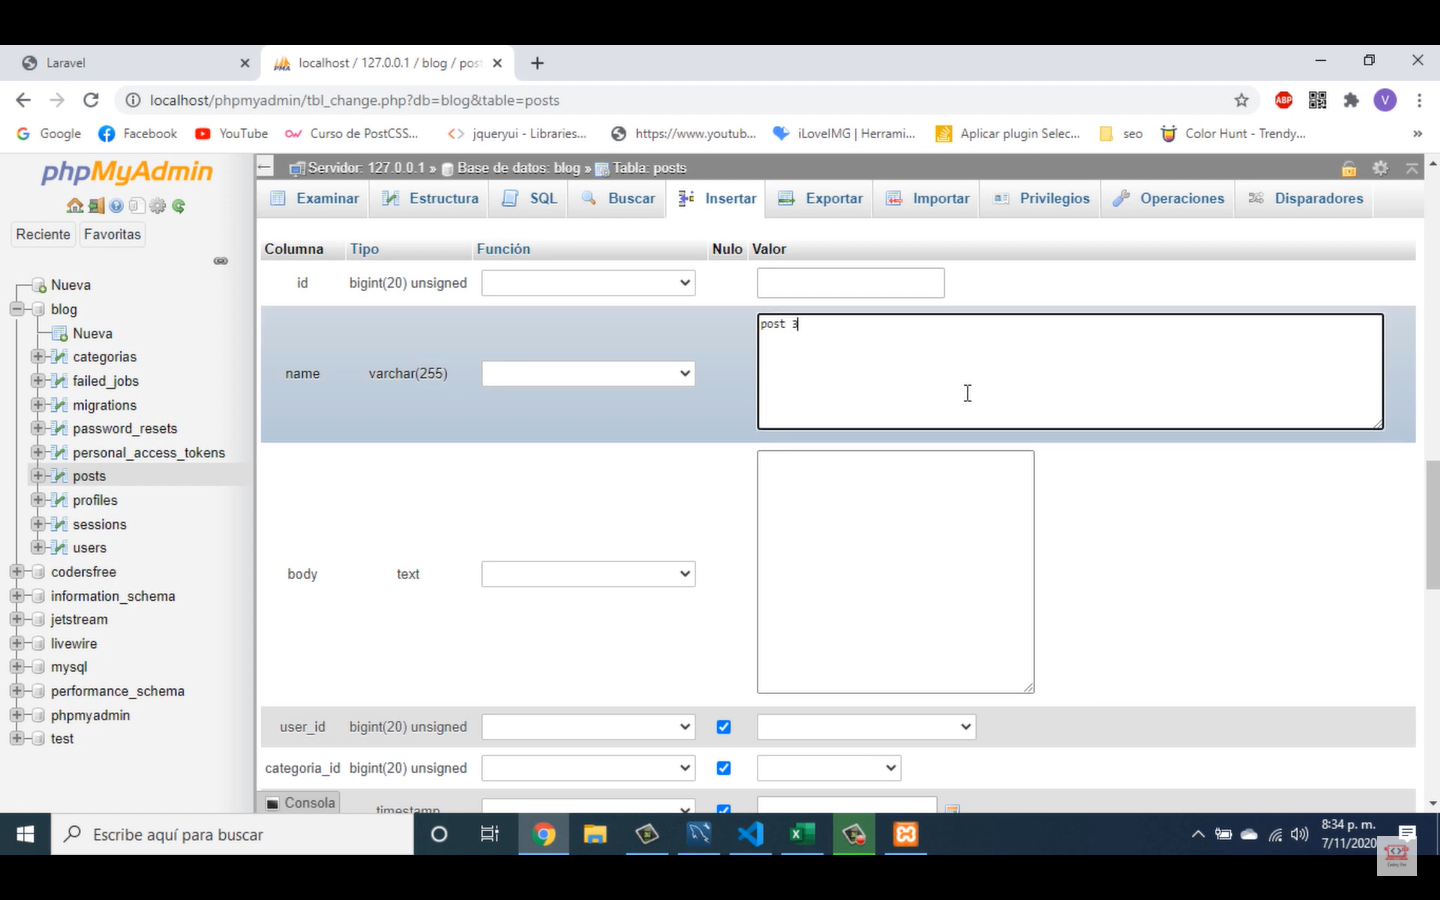 Laravel
localhost / 127.0.0.1 / blog / post
localhost/phpmyadmin/tbl_change.php?db=blog&table=posts
ABP
V
Google
Facebook
YouTube
Curso de PostCSS...
jqueryui - Libraries...
https://www.youtub...
iLoveIMG | Herrami...
Aplicar plugin Selec...
seo
Color Hunt - Trendy...
»
phpMyAdmin
Reciente
Favoritas
Nueva
blog
Nueva
categorias
failed_jobs
migrations
password_resets
personal_access_tokens
posts
profiles
sessions
users
codersfree
information_schema
jetstream
livewire
mysql
performance_schema
phpmyadmin
test
Servidor: 127.0.0.1 » Base de datos: blog » Tabla: posts
Examinar
Estructura
SQL
Buscar
Insertar
Exportar
Importar
Privilegios
Operaciones
Disparadores
Columna Tipo Función Nulo Valor
id bigint(20) unsigned
name varchar(255) post 3
body text
user_id bigint(20) unsigned
categoria_id bigint(20) unsigned
timestamp
Consola
Escribe aquí para buscar
8:34 p. m.
7/11/2020